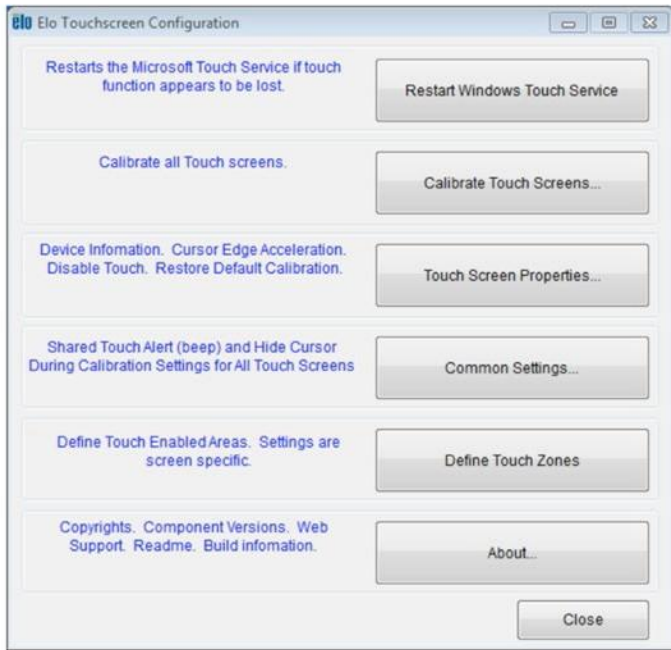 elo Elo Touchscreen Configuration
Restarts the Microsoft Touch Service if touch
function appears to be lost.
Restart Windows Touch Service
Calibrate all Touch screens.
Calibrate Touch Screens...
Device Infomation. Cursor Edge Acceleration.
Disable Touch. Restore Default Calibration.
Touch Screen Properties...
Shared Touch Alert (beep) and Hide Cursor
During Calibration Settings for All Touch Screens
Common Settings...
Define Touch Enabled Areas. Settings are
screen specific.
Define Touch Zones
Copyrights. Component Versions. Web
Support. Readme. Build infomation.
About...
Close